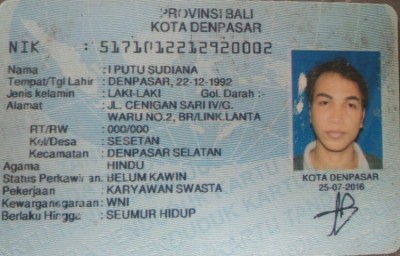 PROVINSI BALI
KOTA DENPASAR
NIK : 5171012212920002
Nama : I PUTU SUDIANA
Tempat/Tgl Lahir : DENPASAR, 22-12-1992
Jenis kelamin : LAKI-LAKI Gol. Darah :-
Alamat : JL. CENIGAN SARI IV/G.
WARU NO.2, BR/LINK.LANTA
RT/RW : 000/000
Kel/Desa : SESETAN
Kecamatan : DENPASAR SELATAN
Agama : HINDU
Status Perkawinan: BELUM KAWIN
Pekerjaan : KARYAWAN SWASTA
Kewarganegaraan: WNI
Berlaku Hingga : SEUMUR HIDUP
KOTA DENPASAR
25-07-2016